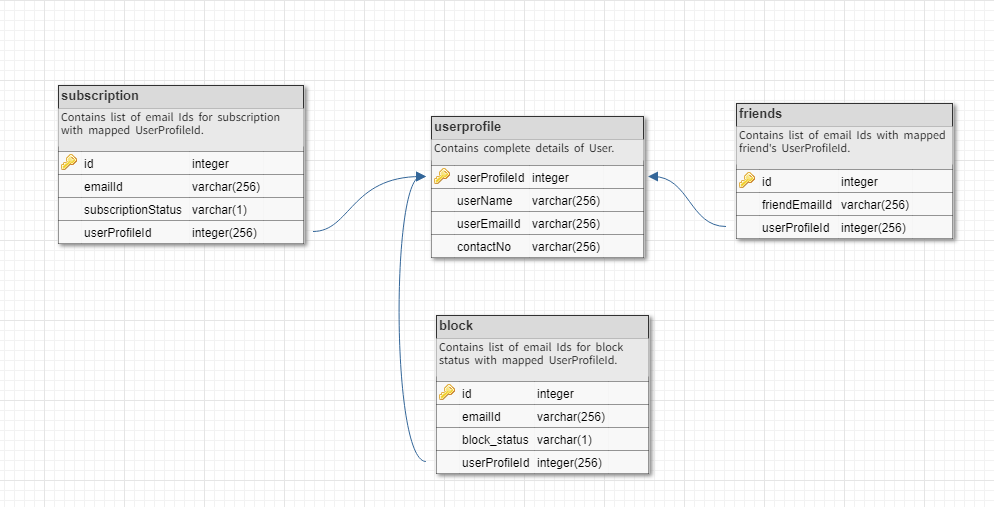 subscription
Contains list of email Ids for subscription
with mapped UserProfileId.
id integer
emailId varchar(256)
subscriptionStatus varchar(1)
userProfileId integer(256)
userprofile
Contains complete details of User.
userProfileId integer
userName varchar(256)
userEmailId varchar(256)
contactNo varchar(256)
friends
Contains list of email Ids with mapped
friend's UserProfileId.
id integer
friendEmailId varchar(256)
userProfileId integer(256)
block
Contains list of email Ids for block
status with mapped UserProfileId.
id integer
emailId varchar(256)
block_status varchar(1)
userProfileId integer(256)